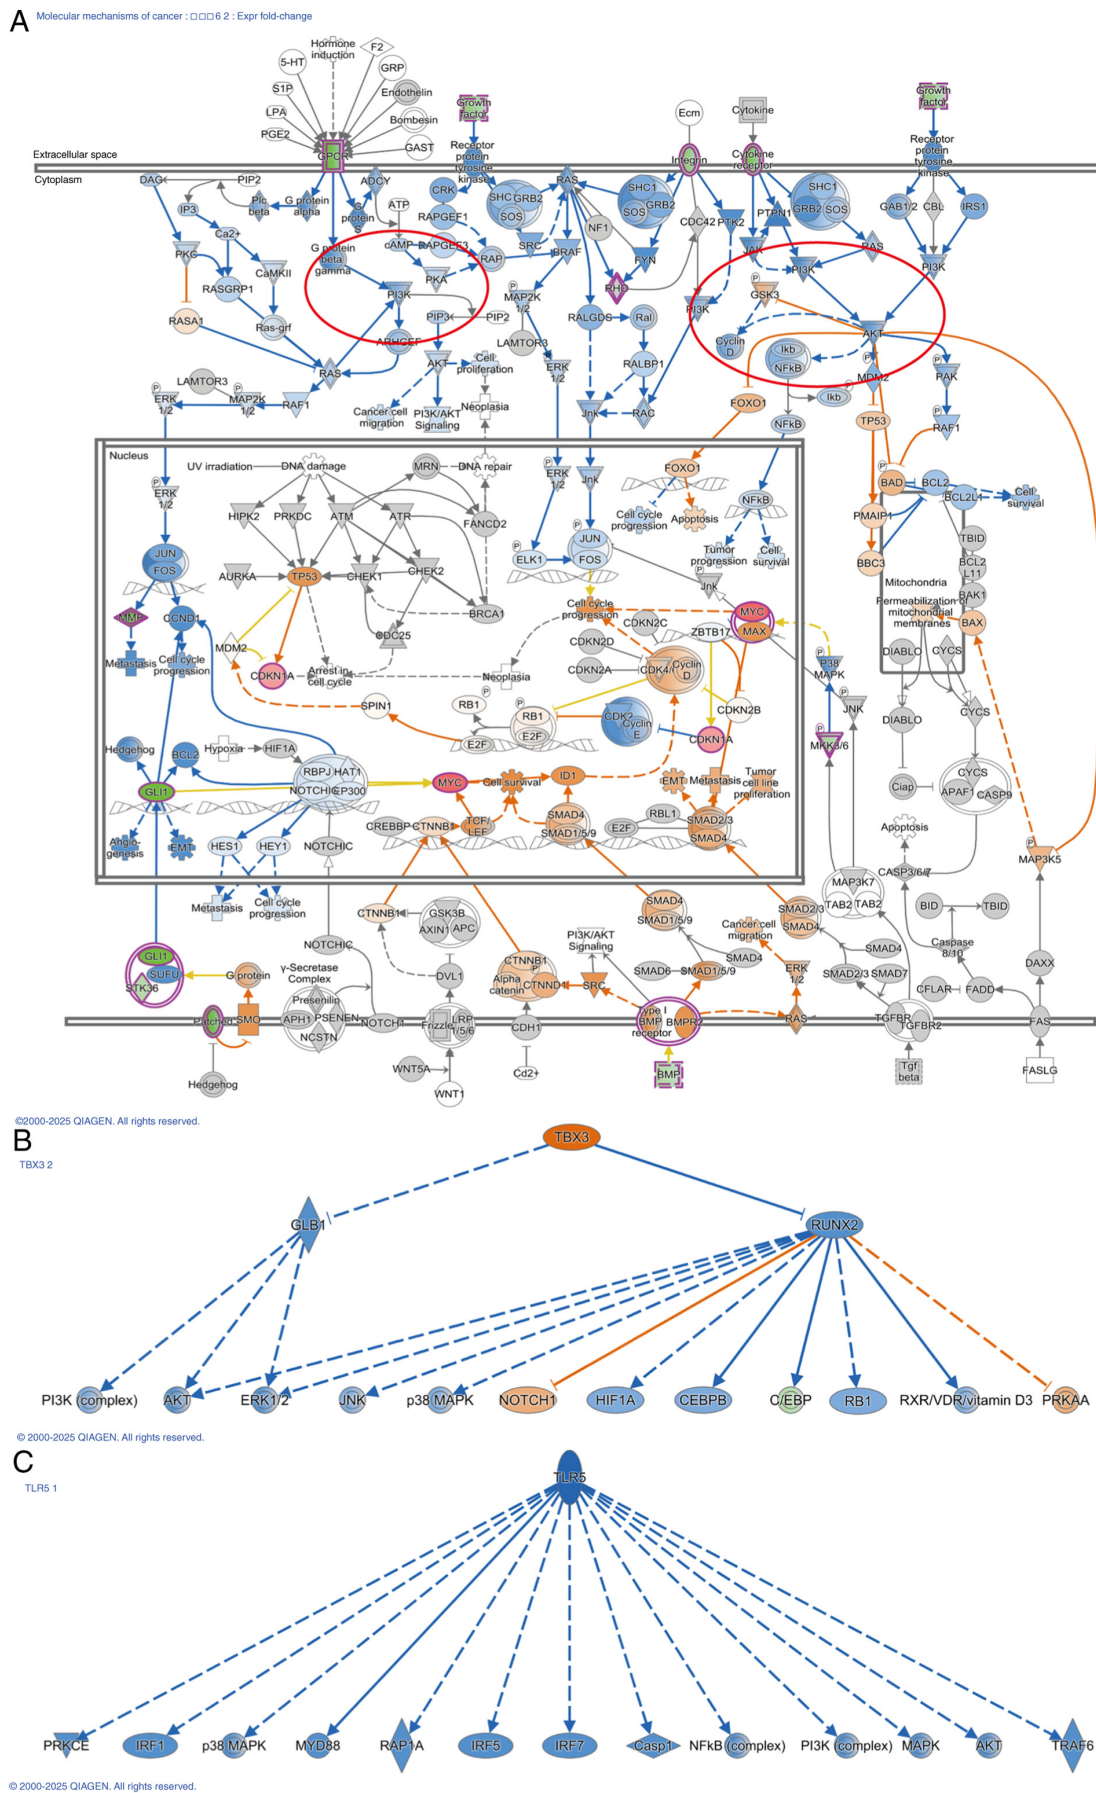 A
Molecular mechanisms of cancer : □□□6 2 : Expr fold-change
Hormone
induction
F2
5-HT
GRP
S1P
Endothelin
LPA
Bombesin
PGE2
GAST
GPCR
Growth
factor
Ecm
Cytokine
Growth
factor
Extracellular space
Cytoplasm
Receptor
protein
tyrosine
kinase
Integrin
Cytokine
receptor
Receptor
protein
tyrosine
kinase
DAG
PIP2
ADCY
CRK
RAS
SHC1
GRB2
SOS
IP3
Plc
beta
G protein
alpha
G
protein
S
ATP
RAPGEF1
SHC
GRB2
SOS
NF1
CDC42
PTK2
PTPN1
SHC1
GRB2
SOS
GAB1/2
CBL
IRS1
Ca2+
PKC
G protein
beta
gamma
cAMP
RAPGEF3
RAP
SRC
BRAF
FYN
JAK
RAS
PI3K
PI3K
CaMKII
RASGRP1
PKA
PI3K
RHO
GSK3
P
MAP2K
1/2
PI3K
RASA1
Ras-grf
PIP3
PIP2
RALGDS
Ral
AKT
ARHGEF
LAMTOR3
Cyclin
D
Ikb
NFkB
RAS
AKT
Cell
proliferation
P
ERK
1/2
RALBP1
P
MDM2
P
PAK
LAMTOR3
P
ERK
1/2
P
MAP2K
1/2
RAF1
Cancer cell
migration
PI3K/AKT
Signaling
Neoplasia
Jnk
RAC
FOXO1
P
Ikb
NFkB
TP53
P
RAF1
Nucleus
UV irradiation
DNA damage
MRN
DNA repair
P
ERK
1/2
Jnk
FOXO1
P
BAD
BCL2
BCL2L1
Cell
survival
P
ERK
1/2
HIPK2
PRKDC
ATM
ATR
FANCD2
Cell cycle
progression
Apoptosis
NFkB
PMAIP1
JUN
FOS
P
ELK1
P
JUN
FOS
Tumor
progression
Cell
survival
BBC3
TBID
BCL2
L11
AURKA
TP53
CHEK1
CHEK2
P
Jnk
Mitochondria
Permeabilization of
mitochondrial
membranes
BAK1
BAX
MMP
CCND1
BRCA1
Cell cycle
progression
MYC
MAX
CDKN2C
ZBTB17
MDM2
CDC25
CDKN2D
DIABLO
CYCS
Metastasis
Cell cycle
progression
CDKN1A
Arrest in
cell cycle
Neoplasia
CDKN2A
CDK4/6
Cyclin
D
P38
MAPK
SPIN1
P
RB1
P
RB1
E2F
E2F
CDK2
Cyclin
E
CDKN2B
CDKN1A
JNK
DIABLO
CYCS
P
MKK3/6
Hedgehog
BCL2
Hypoxia
HIF1A
RBPJ
HAT1
NOTCHIC
EP300
GLI1
MYC
Cell survival
ID1
EMT
Metastasis
Tumor
cell line
proliferation
Ciap
CYCS
APAF1
CASP9
CREBBP
CTNNB1
TCF/
LEF
SMAD4
SMAD1/5/9
E2F
RBL1
SMAD2/3
SMAD4
Apoptosis
Angio-
genesis
EMT
HES1
HEY1
NOTCHIC
CASP3/6/7
P
MAP3K5
MAP3K7
TAB2
TAB2
Metastasis
Cell cycle
progression
CTNNB1
GSK3B
AXIN1
APC
SMAD4
SMAD1/5/9
SMAD2/3
SMAD4
BID
TBID
Cancer cell
migration
PI3K/AKT
Signaling
NOTCHIC
GLI1
SUFU
STK36
G protein
γ-Secretase
Complex
DVL1
CTNNB1
P
Alpha
catenin
CTNND1
SRC
SMAD4
SMAD6
SMAD1/5/9
ERK
1/2
SMAD4
SMAD2/3
SMAD7
Caspase
8/10
DAXX
CFLAR
FADD
Presenilin
APH1
PSENEN
NCSTN
NOTCH1
Patched
SMO
Frizzled
LRP
1/5/6
CDH1
Type I
BMP
receptor
BMPR2
RAS
TGFBR
TGFBR2
FAS
Hedgehog
WNT5A
WNT1
Cd2+
BMP
Tgf
beta
FASLG
©2000-2025 QIAGEN. All rights reserved.
B
TBX3 2
TBX3
GLB1
RUNX2
PI3K (complex)
AKT
ERK1/2
JNK
p38 MAPK
NOTCH1
HIF1A
CEBPB
C/EBP
RB1
RXR/VDR/vitamin D3
PRKAA
© 2000-2025 QIAGEN. All rights reserved.
C
TLR5 1
TLR5
PRKCE
IRF1
p38 MAPK
MYD88
RAP1A
IRF5
IRF7
Casp1
NFkB (complex)
PI3K (complex)
MAPK
AKT
TRAF6
© 2000-2025 QIAGEN. All rights reserved.